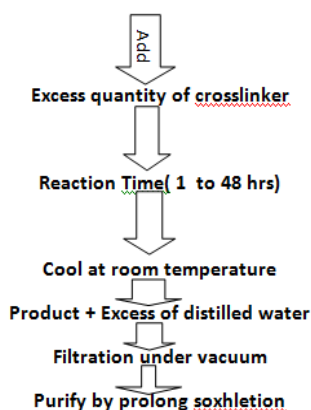 Add
Excess quantity of crosslinker
Reaction Time( 1 to 48 hrs)
Cool at room temperature
Product + Excess of distilled water
Filtration under vacuum
Purify by prolong soxhletion